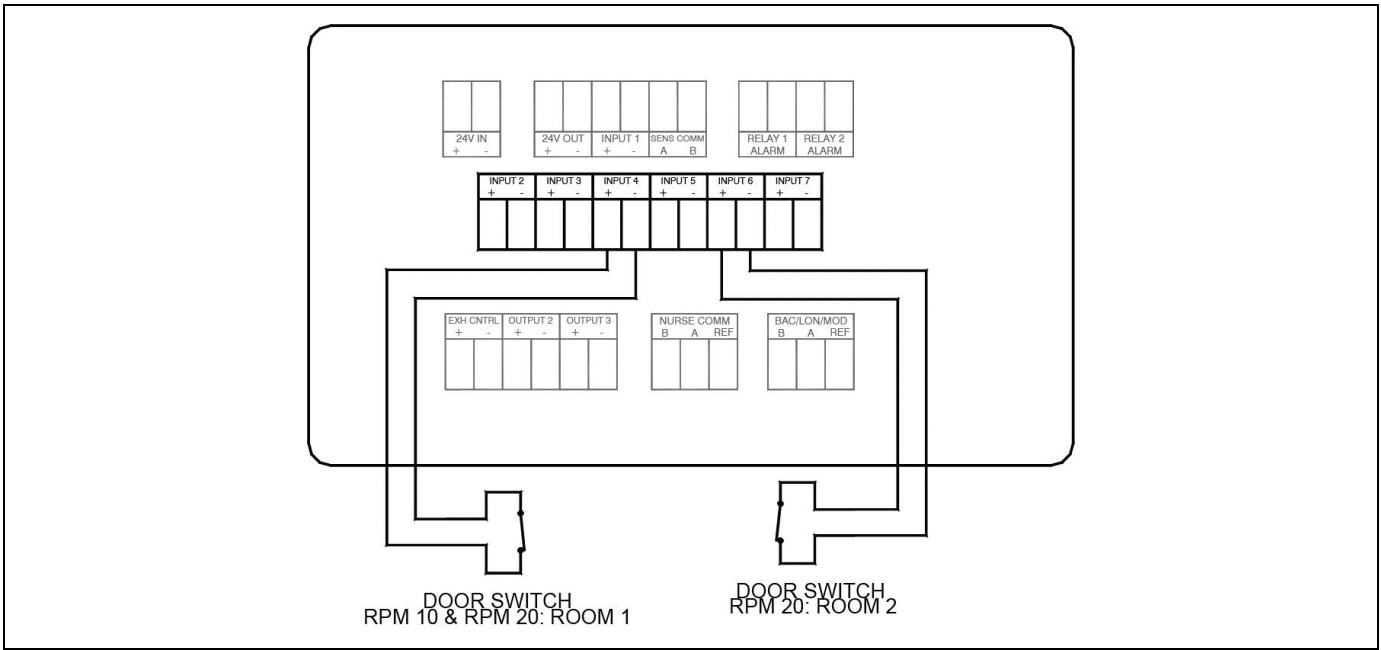 24V IN
+ -
24V OUT INPUT 1 SENS COMM
+ - + - A B
RELAY 1 RELAY 2
ALARM ALARM
INPUT 2 INPUT 3 INPUT 4 INPUT 5 INPUT 6 INPUT 7
+ - + - + - + - + - + -
EXH CNTRL OUTPUT 2 OUTPUT 3
+ - + - + -
NURSE COMM
B A REF
BAC/LON/MOD
B A REF
DOOR SWITCH
RPM 10 & RPM 20: ROOM 1
DOOR SWITCH
RPM 20: ROOM 2